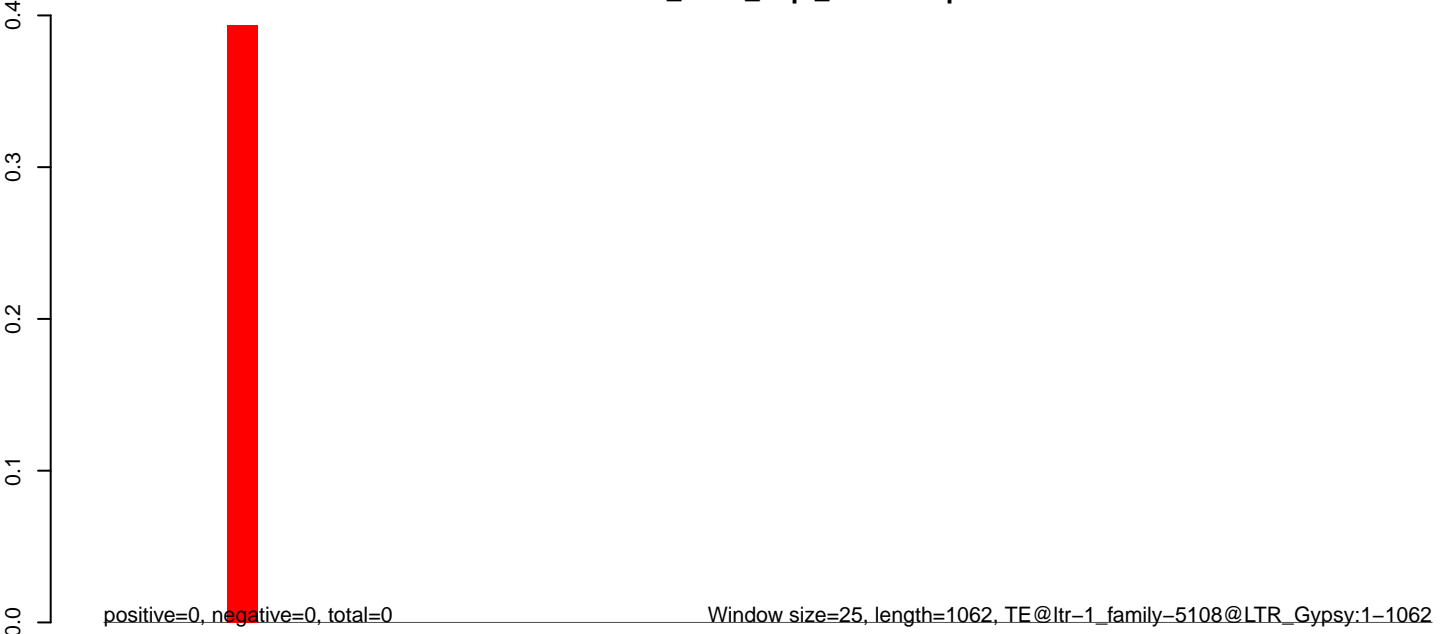 0.4
0.3
0.2
0.1
0.0
positive=0, negative=0, total=0
Window size=25, length=1062, TE@ltr−1_family−5108@LTR_Gypsy:1−1062